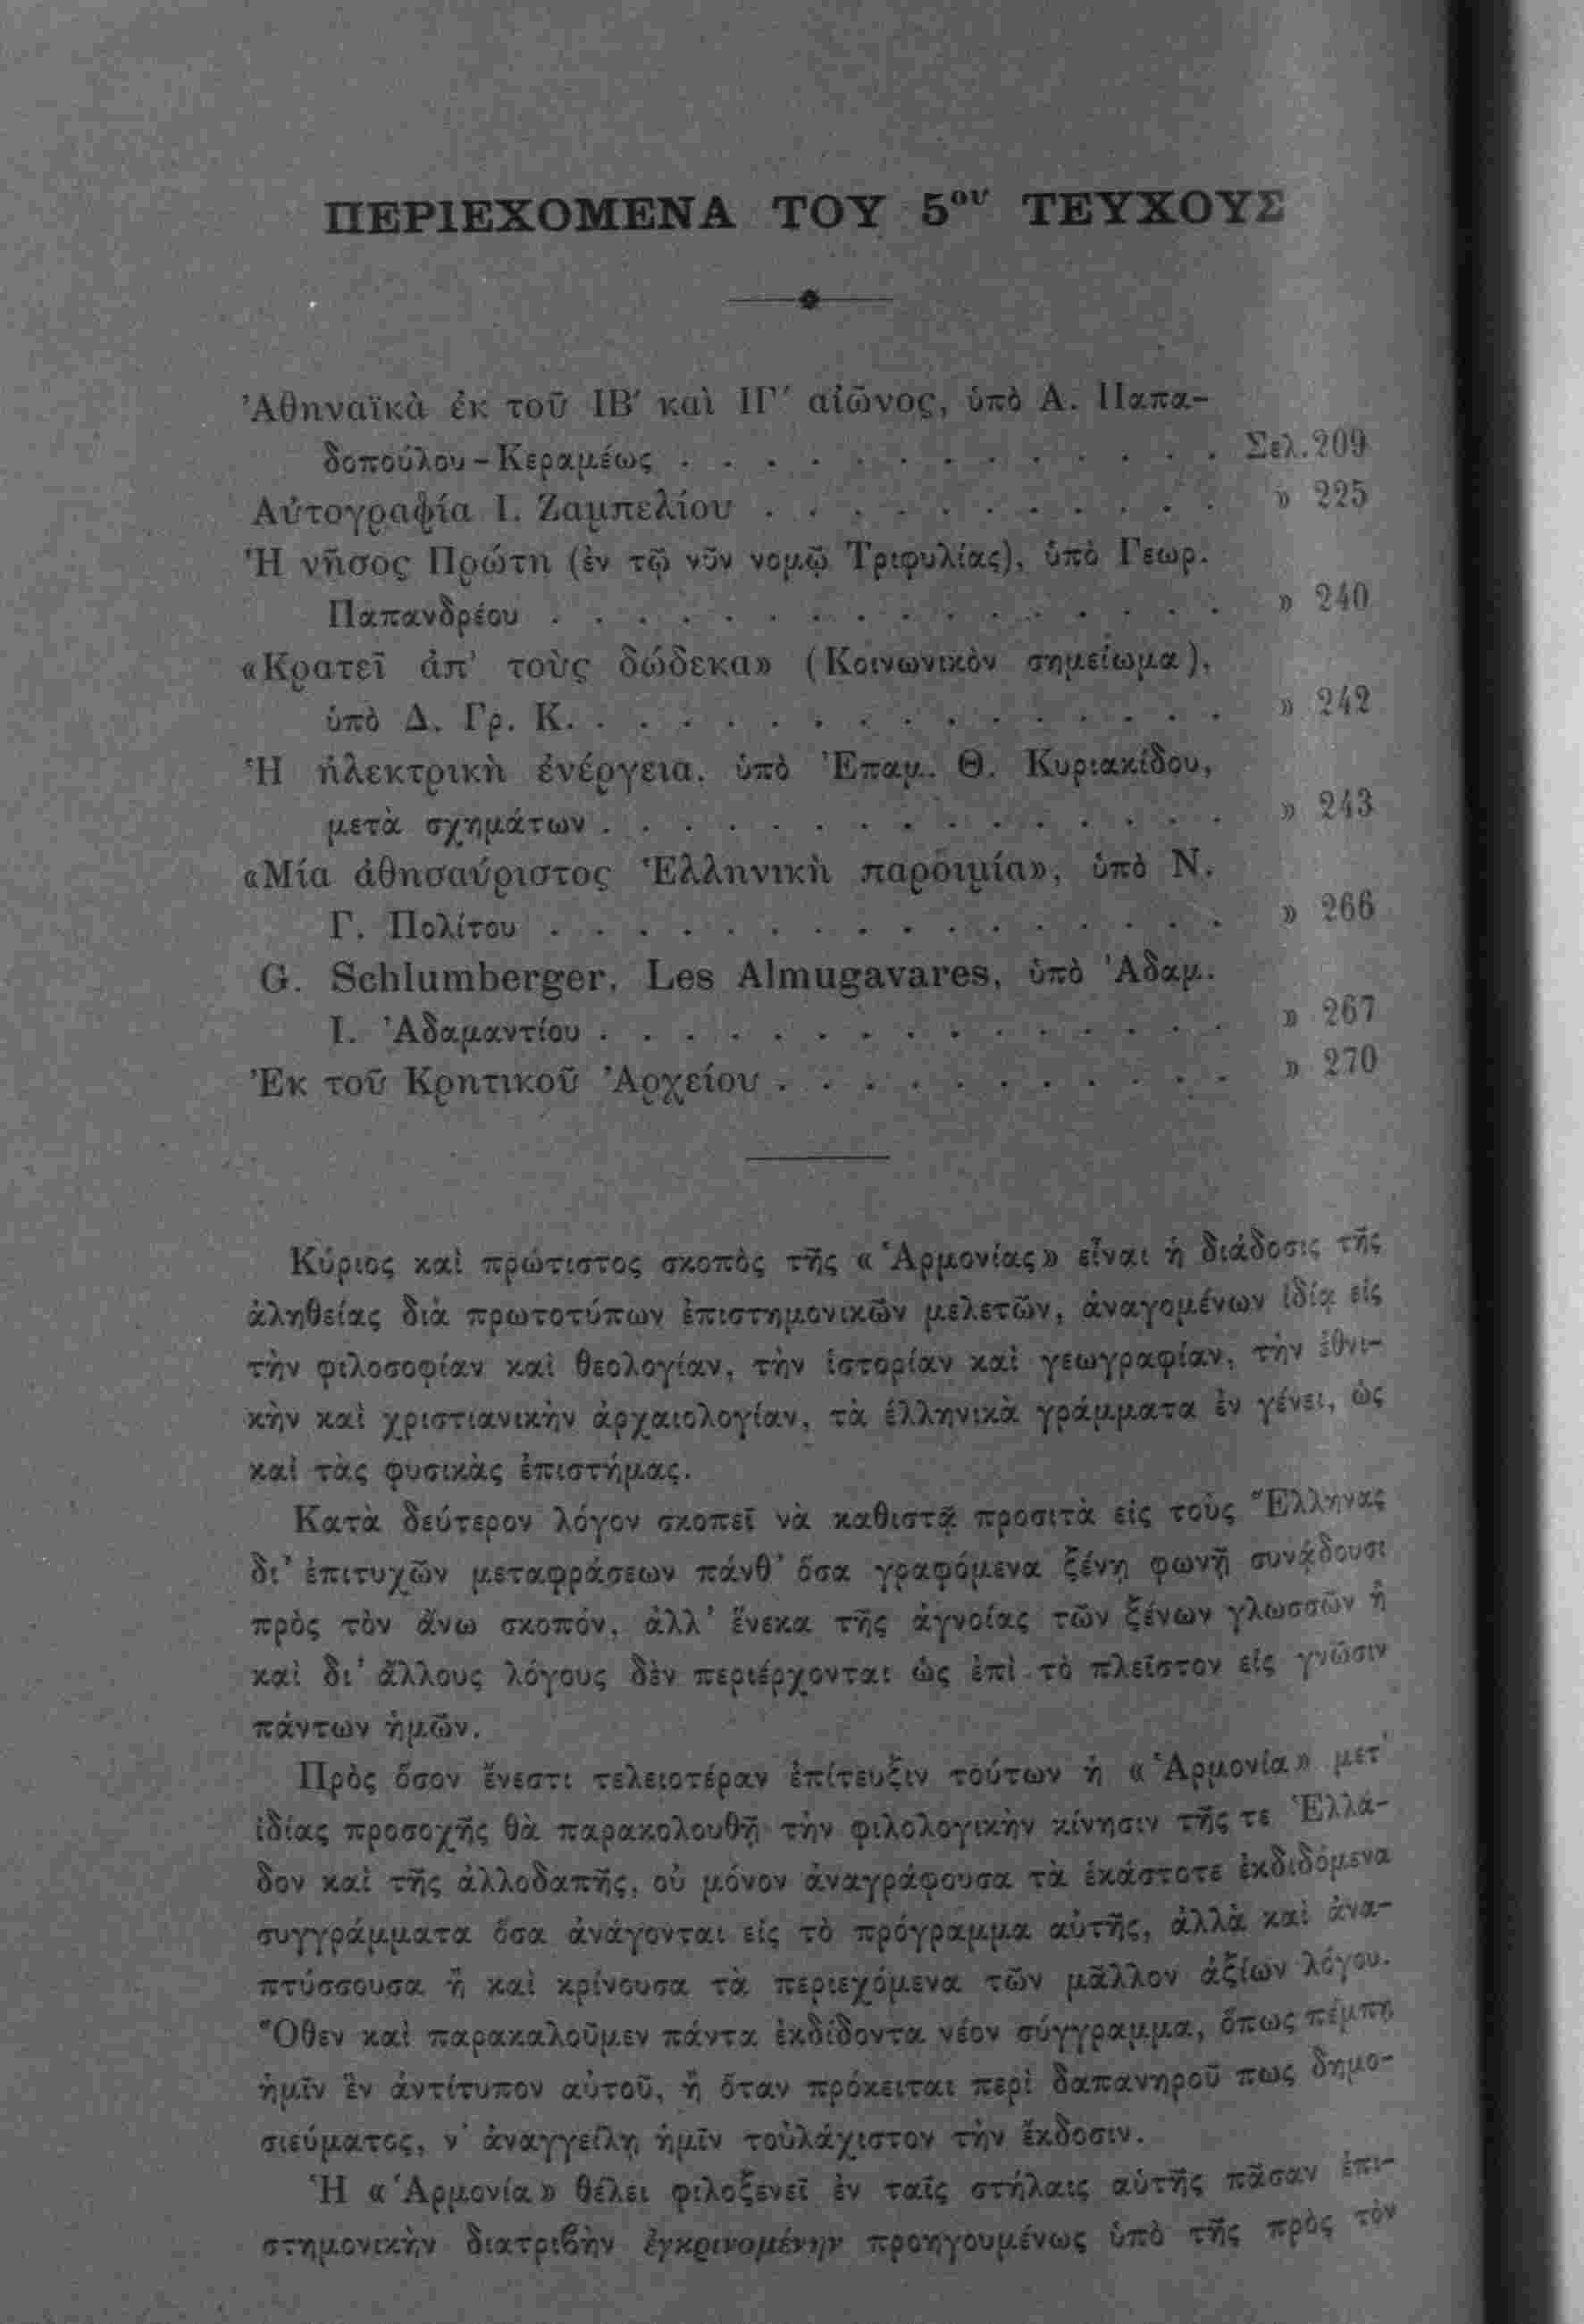 ΠΕΡΙΕΧΟΜΕΝΑ ΤΟΥ 5ου ΤΕΥΧΟΥΣ
Ἀθηναϊκὰ ἐκ τοῦ ΙΒʹ καὶ ΙΓʹ αἰῶνος, ὑπὸ Α. Παπα-
δοπούλου – Κεραμέως . . . . . . . . . . . . . Σελ. 209
Αὐτογραφία Ι. Ζαμπελίου . . . . . . . . . . . » 225
Ἡ νῆσος Πρώτη (ἐν τῷ νῦν νομῷ Τριφυλίας), ὑπὸ Γεωρ.
Παπανδρέου . . . . . . . . . . . . . . . . » 240
«Κρατεῖ ἀπ’ τοὺς δώδεκα» (Κοινωνικὸν σημείωμα),
ὑπὸ Δ. Γρ. Κ. . . . . . . . . . . . . . . . » 242
Ἡ ἠλεκτρικὴ ἐνέργεια. ὑπὸ Ἐπαμ. Θ. Κυριακίδου,
μετὰ σχημάτων . . . . . . . . . . . . . . . » 243
«Μία ἀθησαύριστος Ἑλληνικὴ παροιμία», ὑπὸ Ν.
Γ. Πολίτου . . . . . . . . . . . . . . . . » 266
G. Schlumberger, Les Almugavares, ὑπὸ Ἀδαμ.
Ι. Ἀδαμαντίου . . . . . . . . . . . . . . . » 267
Ἐκ τοῦ Κρητικοῦ Ἀρχείου . . . . . . . . . . . » 270
Κύριος καὶ πρώτιστος σκοπὸς τῆς «Ἁρμονίας» εἶναι ἡ διάδοσις τῆς
ἀληθείας διὰ πρωτοτύπων ἐπιστημονικῶν μελετῶν, ἀναγομένων ἰδίᾳ εἰς
τὴν φιλοσοφίαν καὶ θεολογίαν, τὴν ἱστορίαν καὶ γεωγραφίαν, τὴν ἐθνι-
κὴν καὶ χριστιανικὴν ἀρχαιολογίαν, τὰ ἑλληνικὰ γράμματα ἐν γένει, ὡς
καὶ τὰς φυσικὰς ἐπιστήμας.
Κατὰ δεύτερον λόγον σκοπεῖ νὰ καθιστᾷ προσιτὰ εἰς τοὺς Ἕλληνας
δι’ ἐπιτυχῶν μεταφράσεων πάνθ’ ὅσα γραφόμενα ξένῃ φωνῇ συνᾴδουσι
πρὸς τὸν ἄνω σκοπόν, ἀλλ’ ἕνεκα τῆς ἀγνοίας τῶν ξένων γλωσσῶν ἢ
καὶ δι’ ἄλλους λόγους δὲν περιέρχονται ὡς ἐπὶ τὸ πλεῖστον εἰς γνῶσιν
πάντων ἡμῶν.
Πρὸς ὅσον ἔνεστι τελειοτέραν ἐπίτευξιν τούτων ἡ «Ἁρμονία» μετ’
ἰδίας προσοχῆς θὰ παρακολουθῇ τὴν φιλολογικὴν κίνησιν τῆς τε Ἑλλά-
δον καὶ τῆς ἀλλοδαπῆς, οὐ μόνον ἀναγράφουσα τὰ ἑκάστοτε ἐκδιδόμενα
συγγράμματα ὅσα ἀνάγονται εἰς τὸ πρόγραμμα αὐτῆς, ἀλλὰ καὶ ἀνα-
πτύσσουσα ἢ καὶ κρίνουσα τὰ περιεχόμενα τῶν μᾶλλον ἀξίων λόγου.
Ὅθεν καὶ παρακαλοῦμεν πάντα ἐκδίδοντα νέον σύγγραμμα, ὅπως πέμπῃ
ἡμῖν ἓν ἀντίτυπον αὐτοῦ, ἢ ὅταν πρόκειται περὶ δαπανηροῦ πως δημο-
σιεύματος, ν’ ἀναγγείλῃ ἡμῖν τοὐλάχιστον τὴν ἔκδοσιν.
Ἡ «Ἁρμονία» θέλει φιλοξενεῖ ἐν ταῖς στήλαις αὑτῆς πᾶσαν ἐπι-
στημονικὴν διατριβὴν ἐγκρινομένην προηγουμένως ὑπὸ τῆς πρὸς τὸν